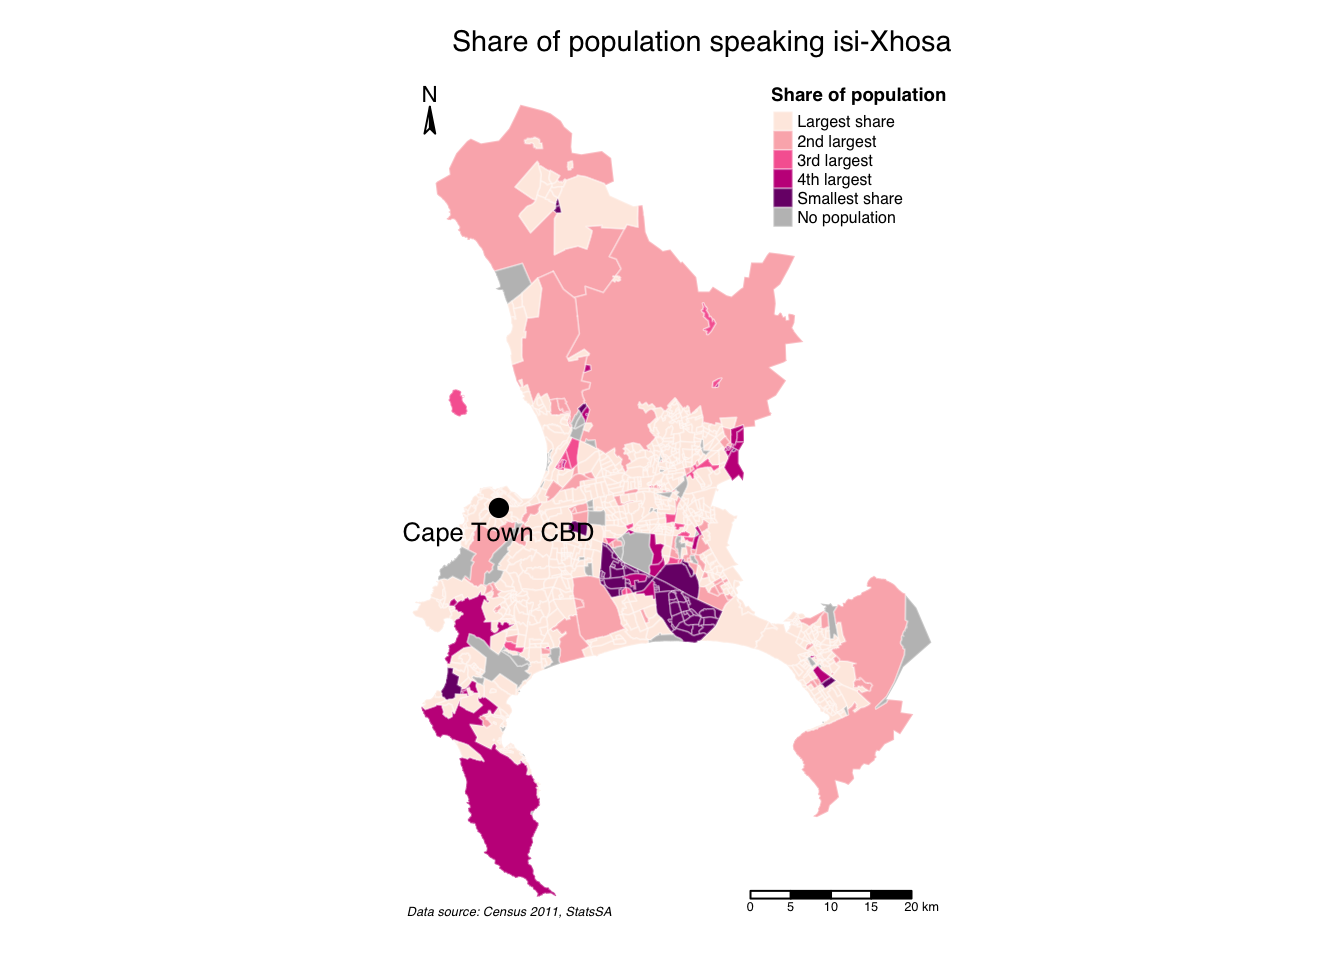 Share of population speaking isi-Xhosa
N
Share of population
Largest share
2nd largest
3rd largest
4th largest
Smallest share
No population
Cape Town CBD
Data source: Census 2011, StatsSA
0 5 10 15 20 km